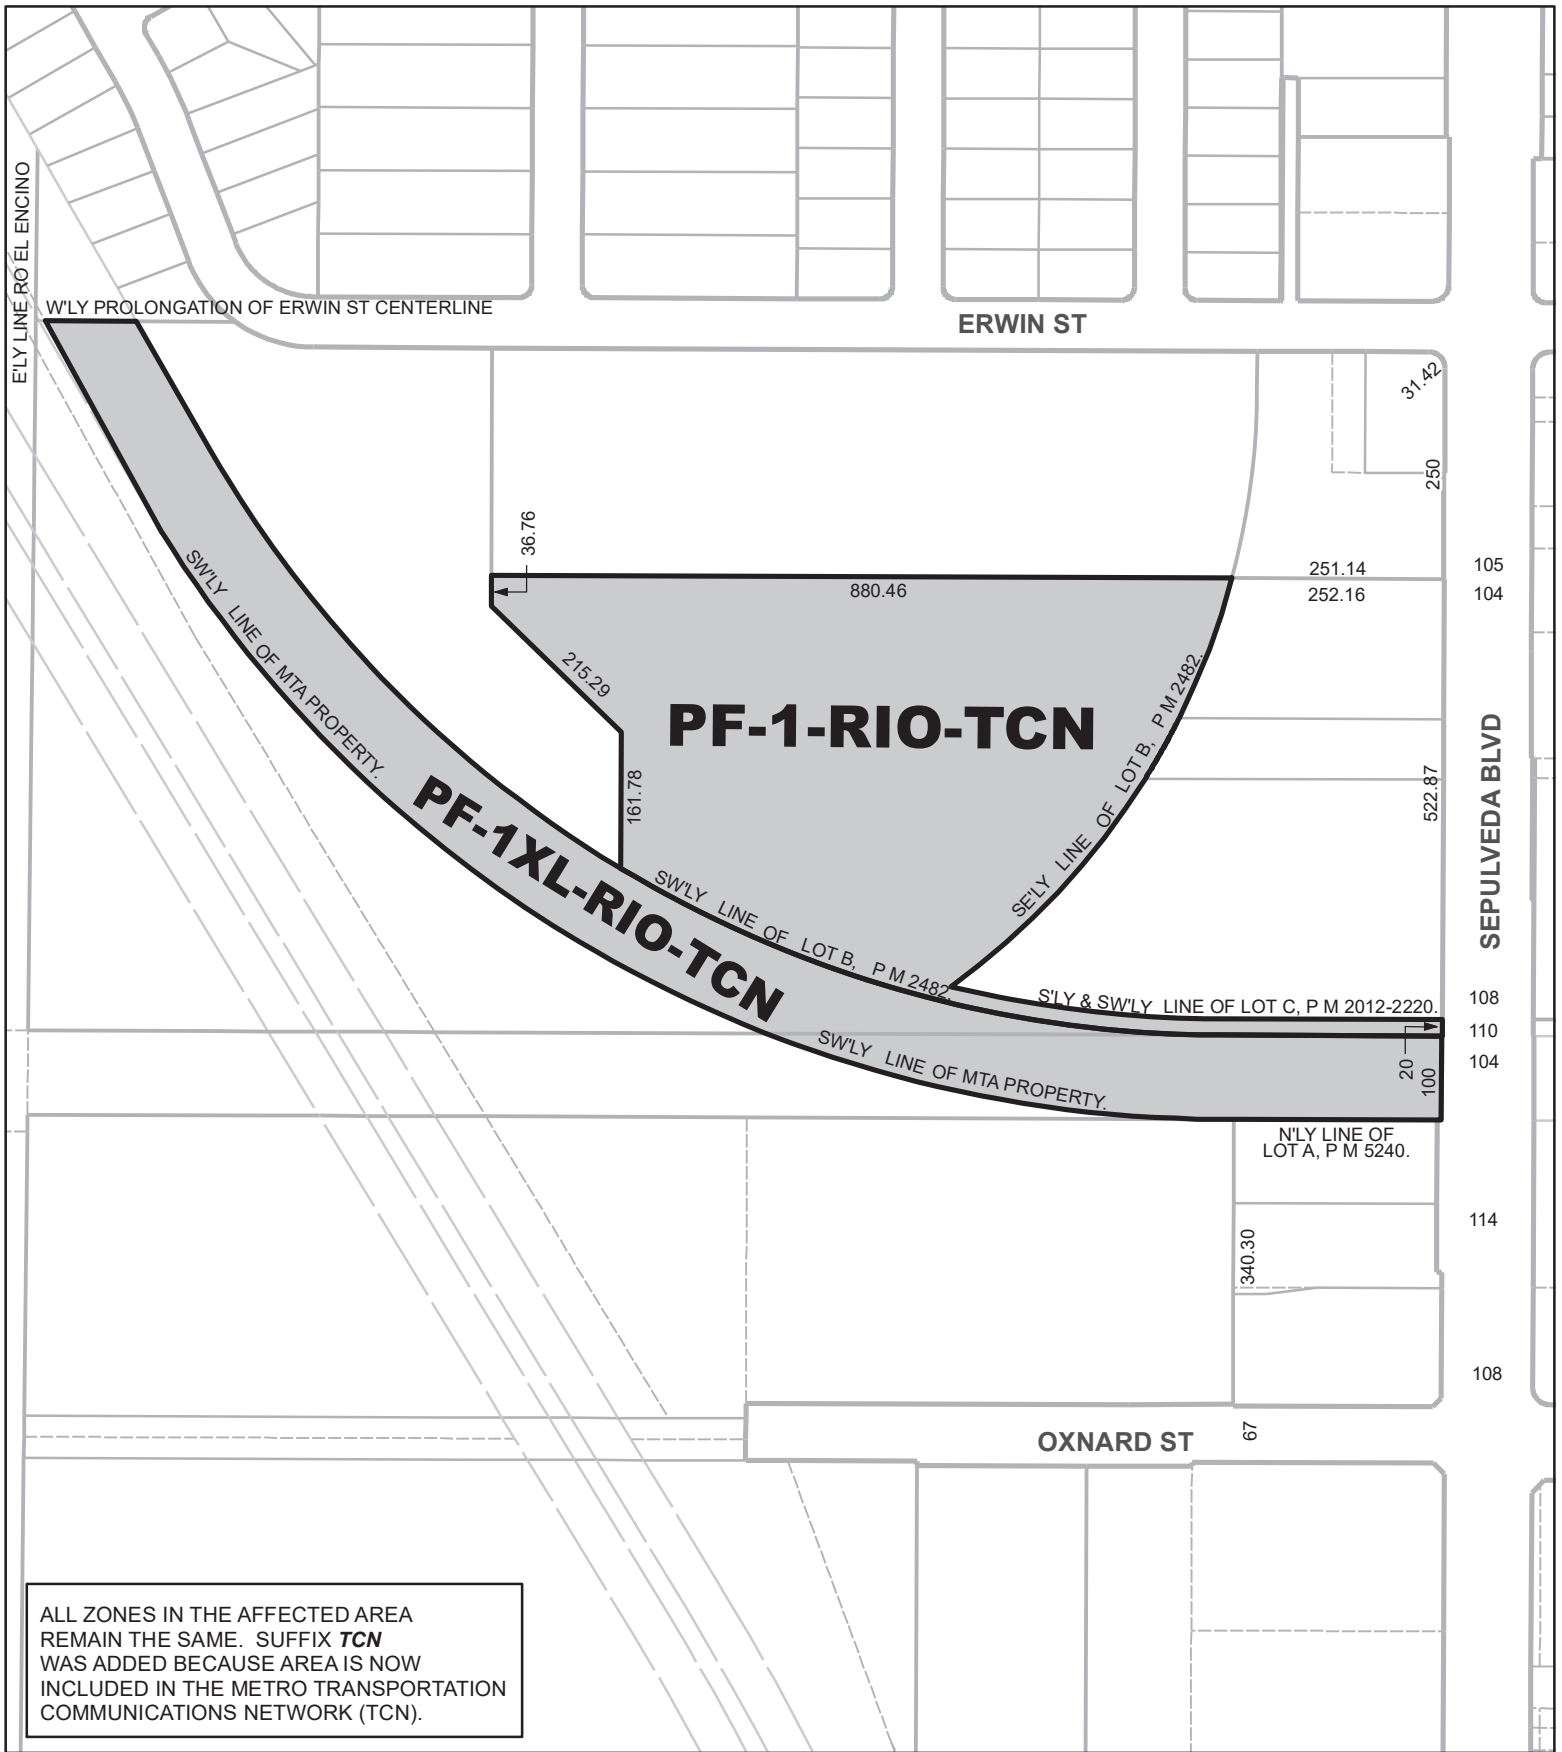 E'LY LINE RO EL ENCINO
W'LY PROLONGATION OF ERWIN ST CENTERLINE
ERWIN ST
31.42
250
36.76
251.14
105
880.46
252.16
104
SW'LY LINE OF MTA PROPERTY.
215.29
PF-1-RIO-TCN
SE'LY LINE OF LOT B, P M 2482.
161.78
522.87
SEPULVEDA BLVD
PF-1XL-RIO-TCN
SW'LY LINE OF LOT B, P M 2482.
S'LY & SW'LY LINE OF LOT C, P M 2012-2220.
108
110
104
20
100
SW'LY LINE OF MTA PROPERTY.
N'LY LINE OF
LOT A, P M 5240.
114
340.30
108
OXNARD ST
67
ALL ZONES IN THE AFFECTED AREA
REMAIN THE SAME. SUFFIX TCN
WAS ADDED BECAUSE AREA IS NOW
INCLUDED IN THE METRO TRANSPORTATION
COMMUNICATIONS NETWORK (TCN).